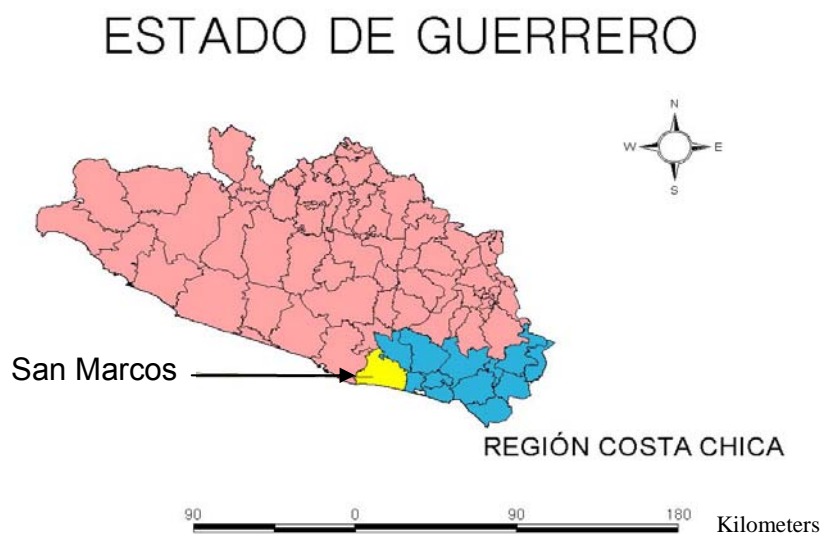 ESTADO DE GUERRERO
N
W E
S
San Marcos
REGIÓN COSTA CHICA
90 0 90 180 Kilometers